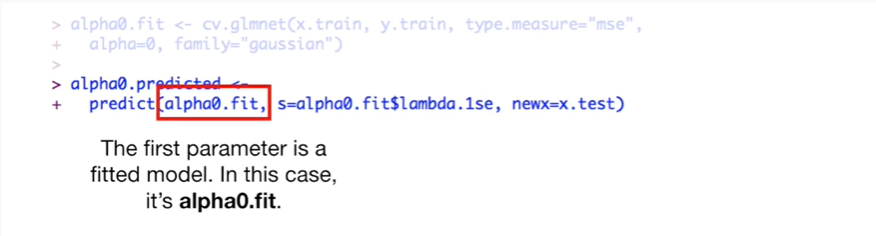 > alpha0.fit <- cv.glmnet(x.train, y.train, type.measure="mse",
+   alpha=0, family="gaussian")
>
> alpha0.predicted <-
+   predict(alpha0.fit, s=alpha0.fit$lambda.1se, newx=x.test)
The first parameter is a
fitted model. In this case,
it's alpha0.fit.